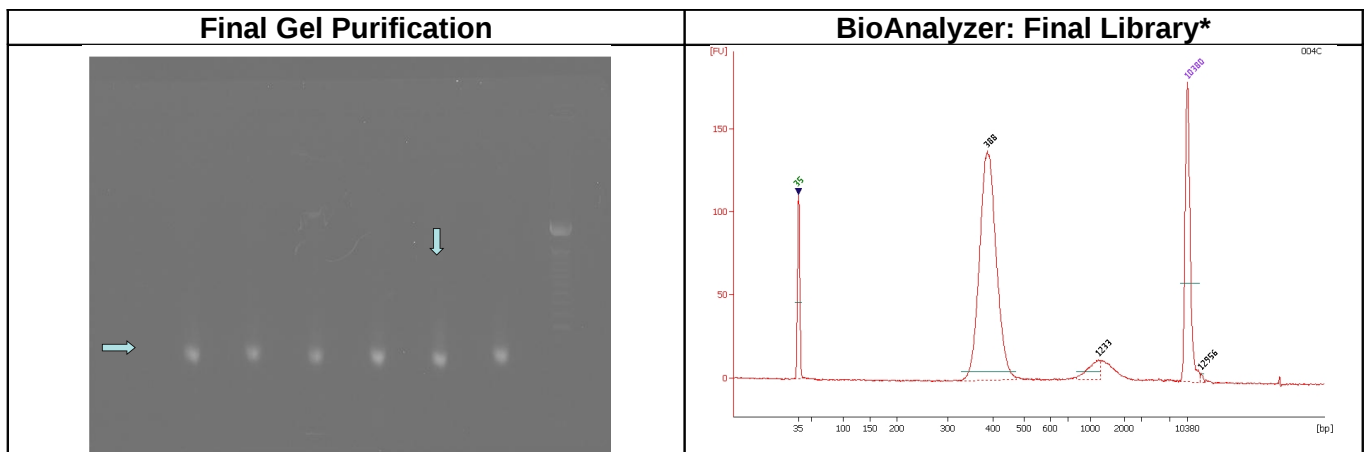 Final Gel Purification
BioAnalyzer: Final Library*
[FU]
004C
10380
150
388
35
100
50
1233
12956
0
35 100 150 200 300 400 500 600 1000 2000 10380 [bp]